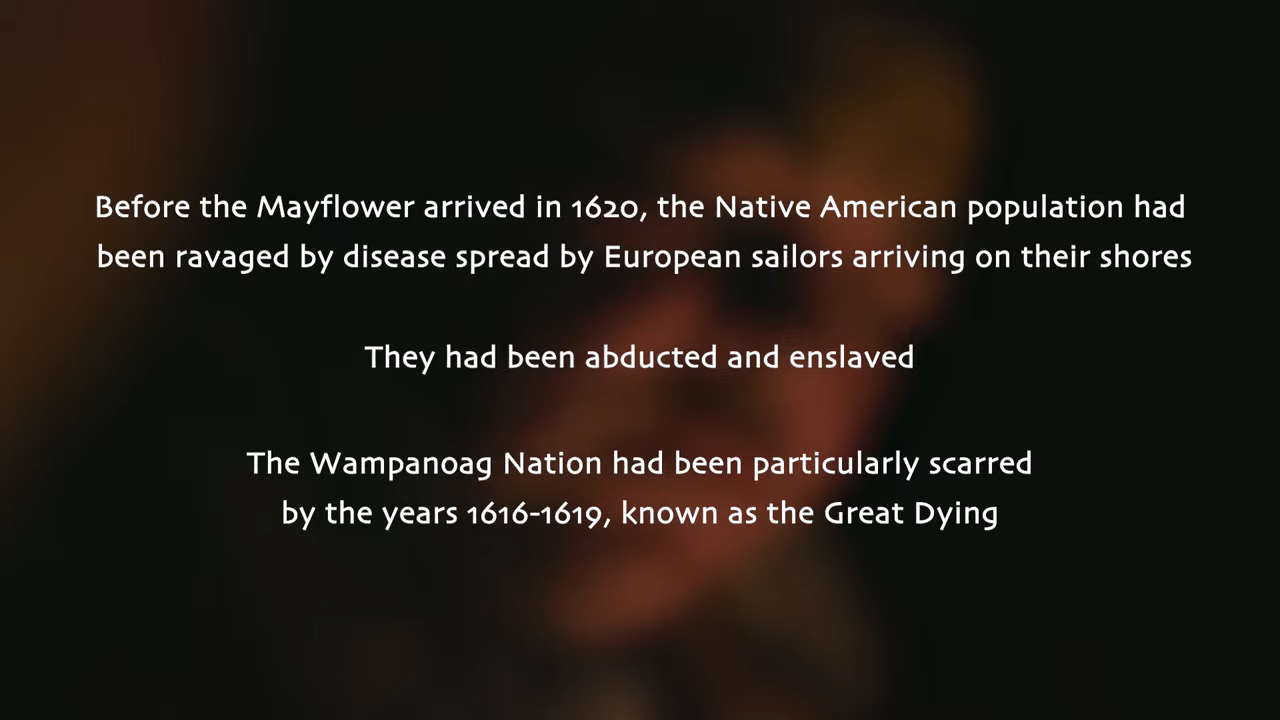 Before the Mayflower arrived in 1620, the Native American population had
been ravaged by disease spread by European sailors arriving on their shores
They had been abducted and enslaved
The Wampanoag Nation had been particularly scarred
by the years 1616-1619, known as the Great Dying